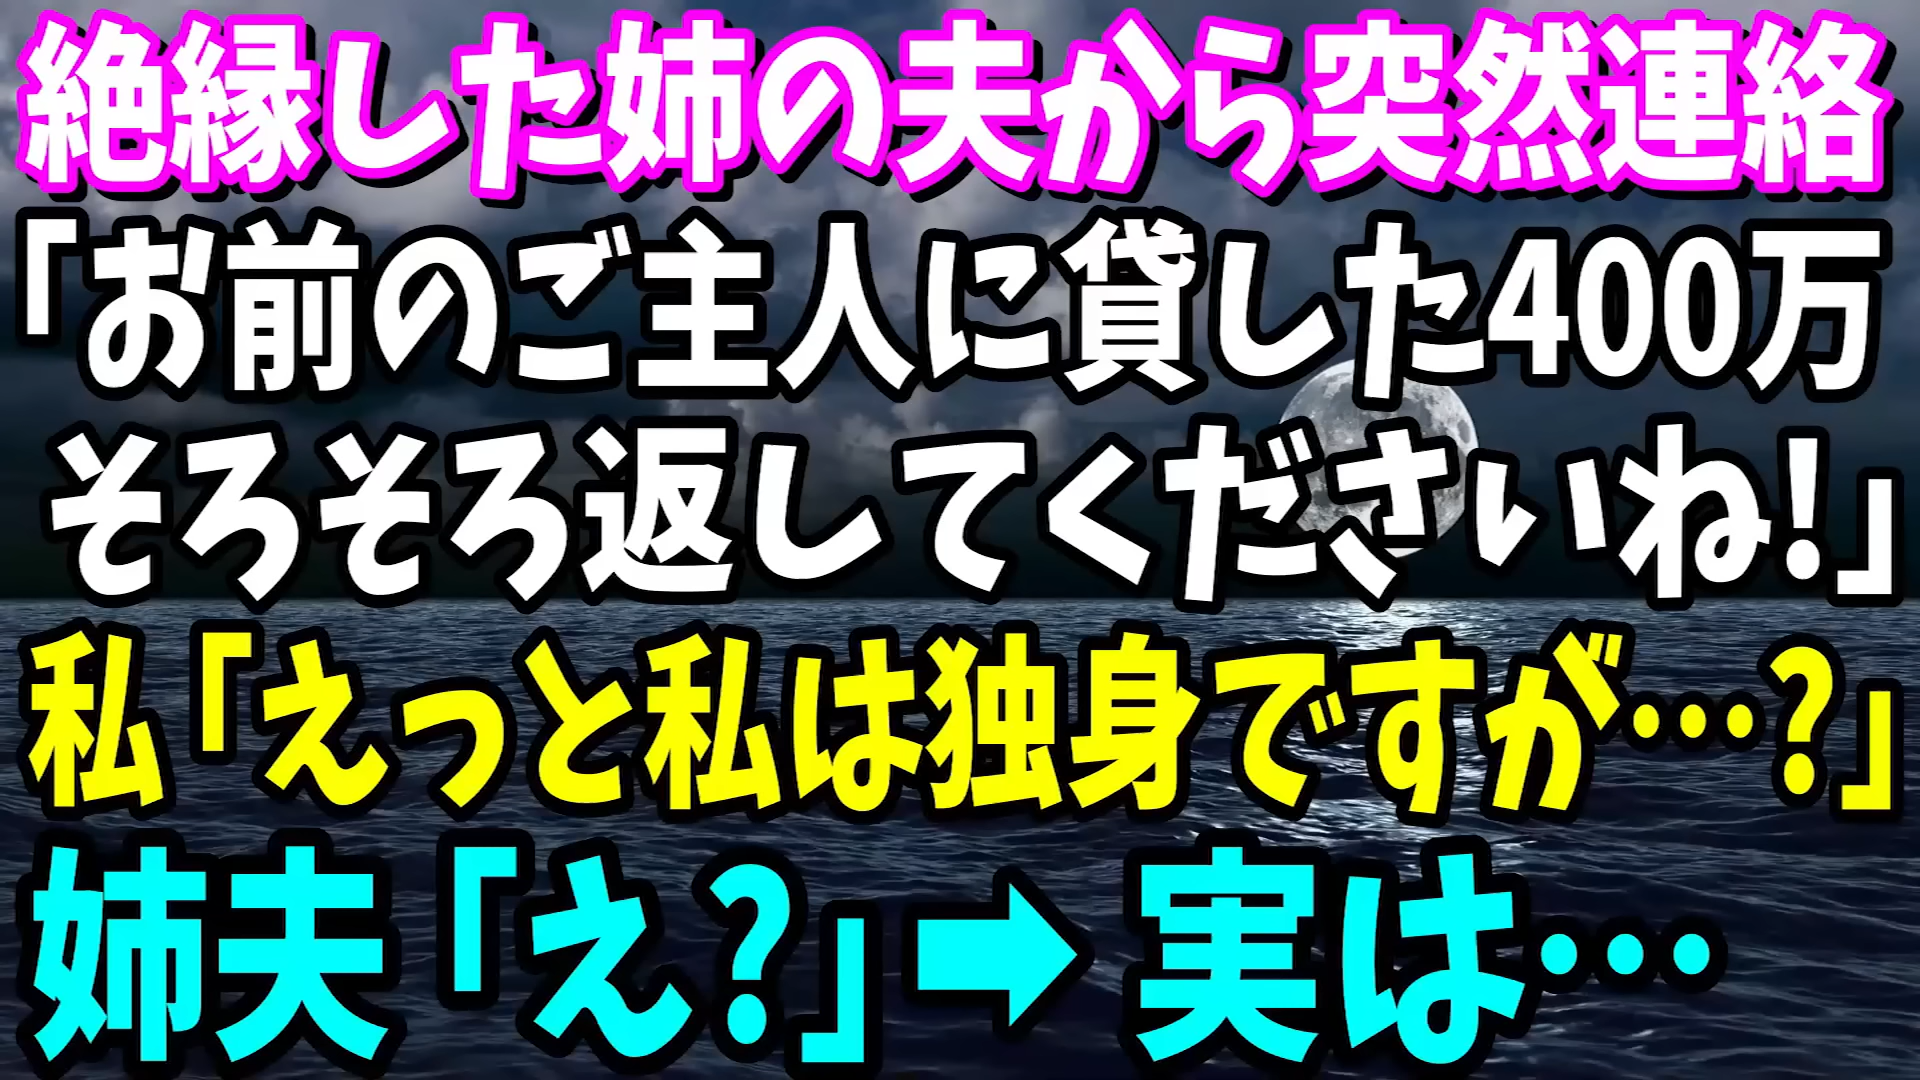 絶縁した姉の夫から突然連絡
「お前のご主人に貸した400万
そろそろ返してくださいね!」
私「えっと私は独身ですが…?」
姉夫「え?」➡実は…